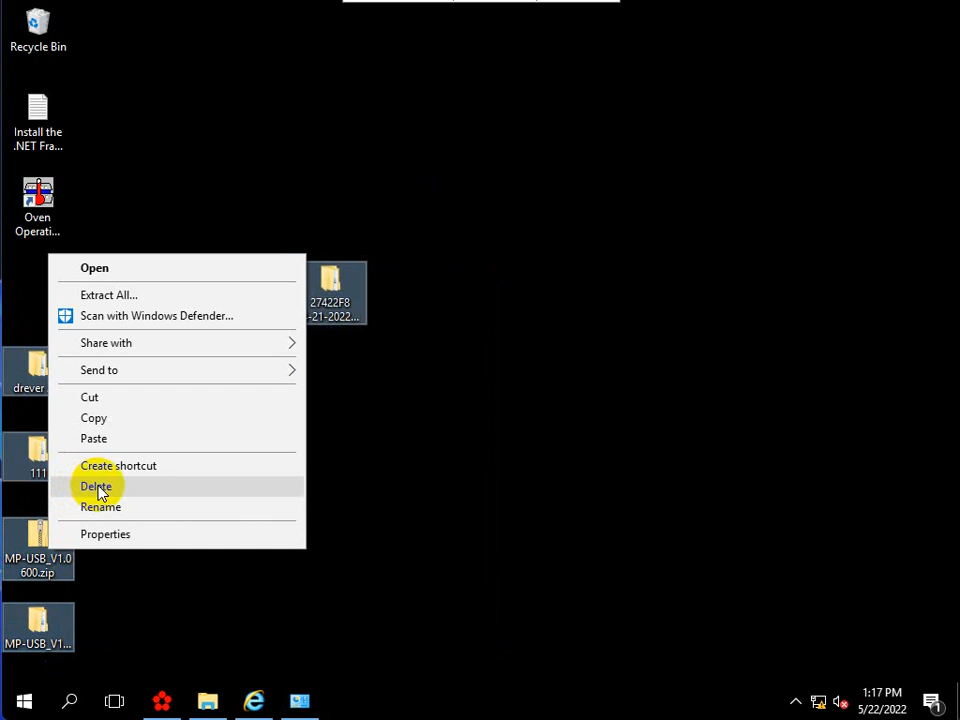 Recycle Bin
Install the
.NET Fra...
Oven
Operati...
Open
Extract All...
Scan with Windows Defender...
Share with
Send to
Cut
Copy
Paste
Create shortcut
Delete
Rename
Properties
27422F8
-21-2022...
drever
111
MP-USB_V1.0
600.zip
MP-USB_V1...
1:17 PM
5/22/2022
1